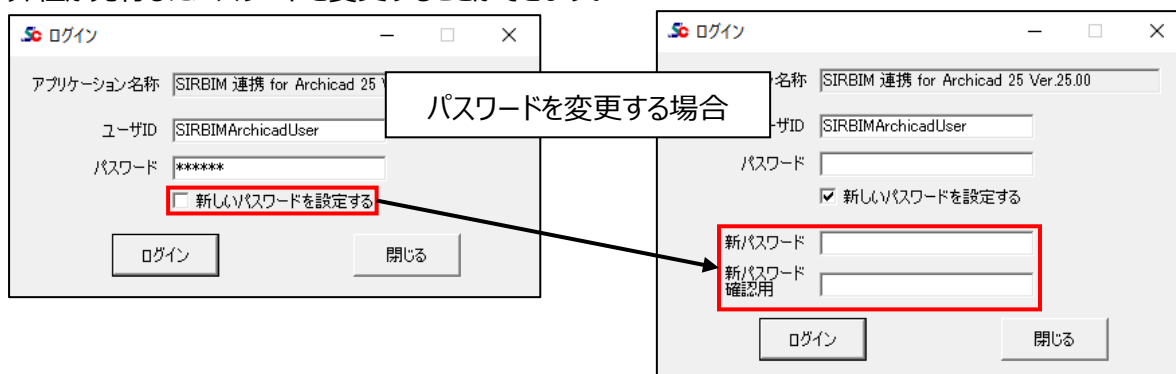 ログイン
アプリケーション名称 SIRBIM 連携 for Archicad 25
ユーザID SIRBIMArchicadUser
パスワード ******
新しいパスワードを設定する
ログイン 閉じる
パスワードを変更する場合
ログイン
名称 SIRBIM 連携 for Archicad 25 Ver.25.00
ザID SIRBIMArchicadUser
パスワード
新しいパスワードを設定する
新パスワード
新パスワード
確認用
ログイン 閉じる